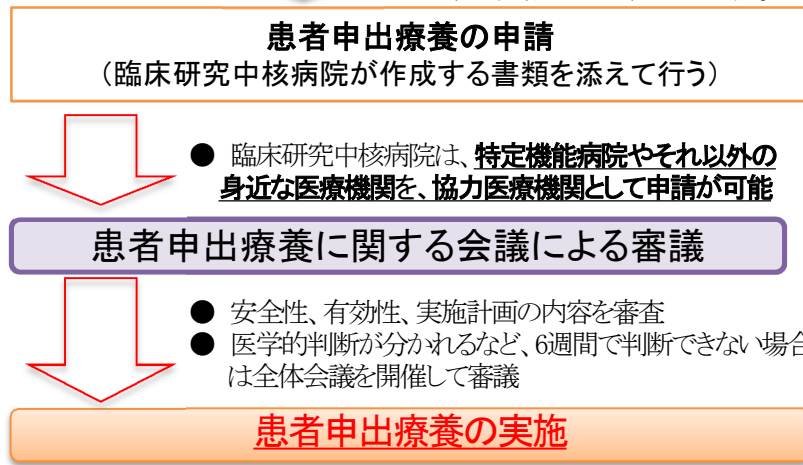 患者申出療養の申請
（臨床研究中核病院が作成する書類を添えて行う）
● 臨床研究中核病院は、特定機能病院やそれ以外の
身近な医療機関を、協力医療機関として申請が可能
患者申出療養に関する会議による審議
● 安全性、有効性、実施計画の内容を審査
● 医学的判断が分かれるなど、6週間で判断できない場合
は全体会議を開催して審議
患者申出療養の実施